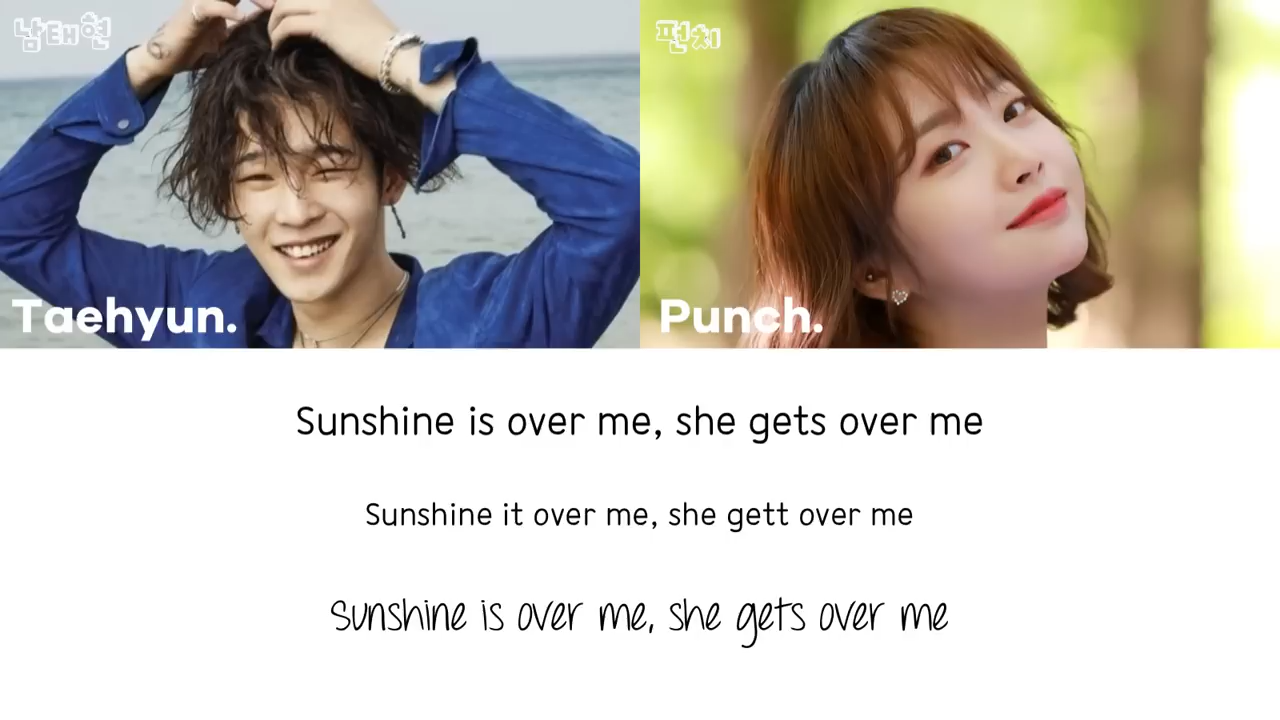 남태현
펀치
Taehyun.
Punch.
Sunshine is over me, she gets over me
Sunshine it over me, she gett over me
Sunshine is over me, she gets over me